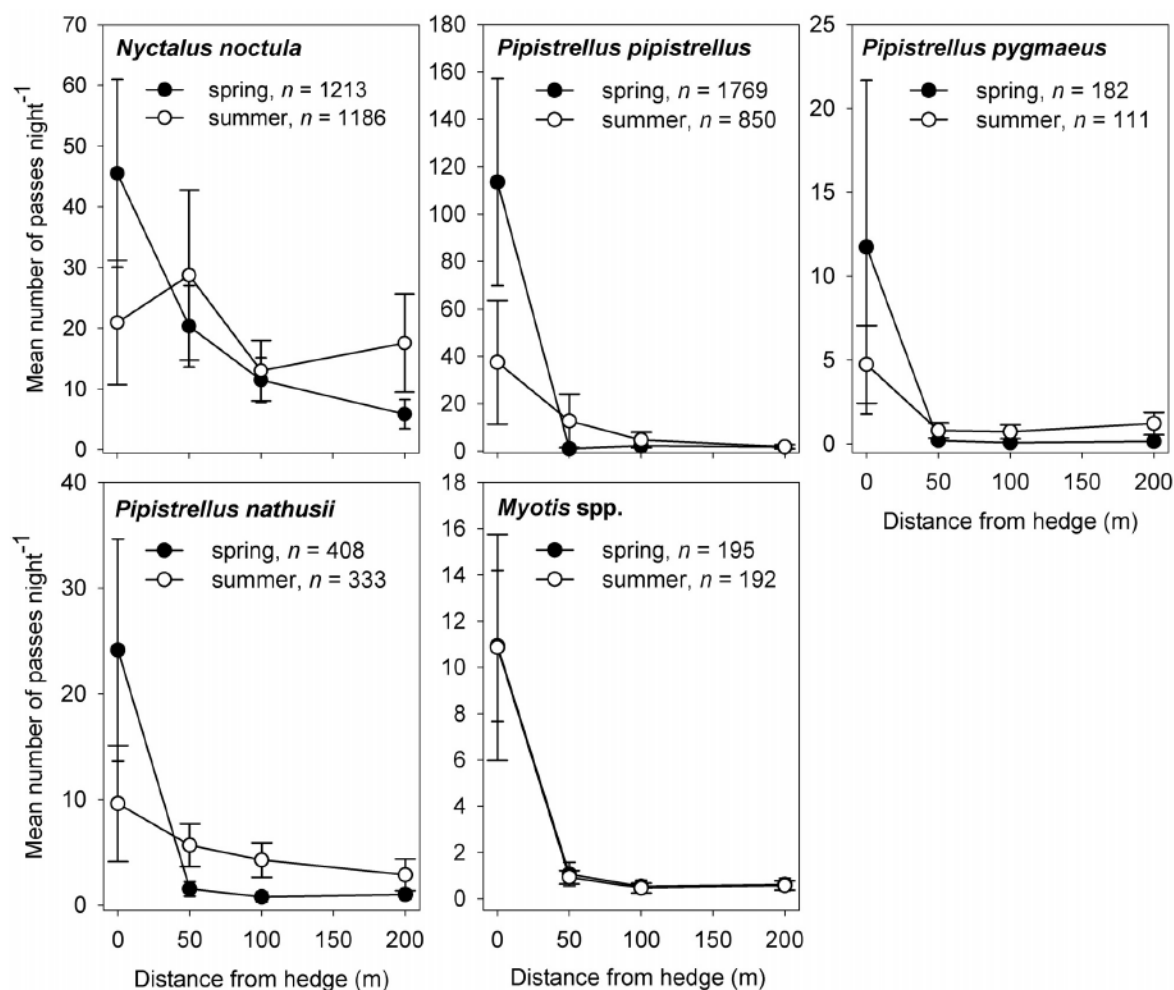 Nyctalus noctula
spring, n = 1213
summer, n = 1186
Mean number of passes night-1
70
60
50
40
30
20
10
0
Pipistrellus pipistrellus
spring, n = 1769
summer, n = 850
180
160
140
120
100
80
60
40
20
0
Pipistrellus pygmaeus
spring, n = 182
summer, n = 111
25
20
15
10
5
0
0 50 100 150 200
Distance from hedge (m)
Pipistrellus nathusii
spring, n = 408
summer, n = 333
Mean number of passes night-1
40
30
20
10
0
0 50 100 150 200
Distance from hedge (m)
Myotis spp.
spring, n = 195
summer, n = 192
18
16
14
12
10
8
6
4
2
0
0 50 100 150 200
Distance from hedge (m)